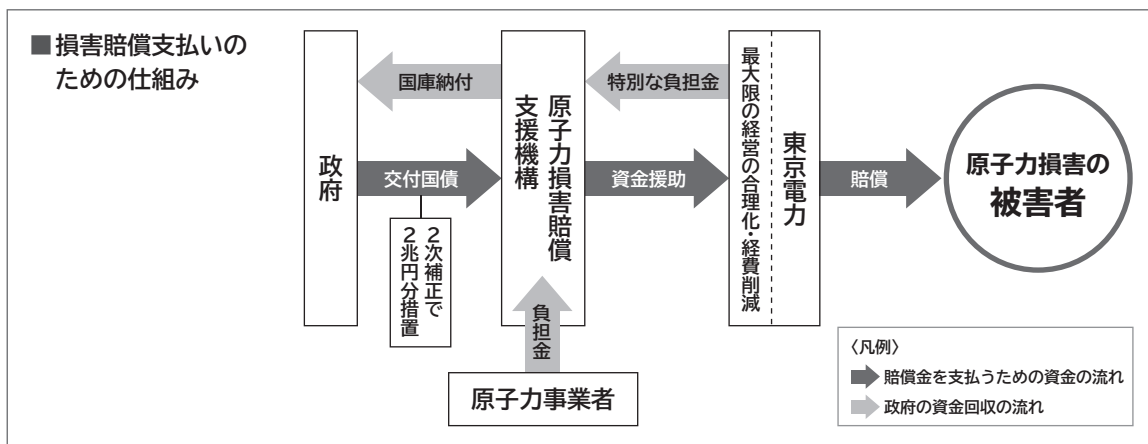 ■損害賠償支払いの
ための仕組み
政府
国庫納付
交付国債
2次補正で
2兆円分措置
原子力損害賠償
支援機構
特別な負担金
資金援助
負担金
原子力事業者
東京電力
最大限の経営の合理化・経費削減
賠償
原子力損害の
被害者
〈凡例〉
賠償金を支払うための資金の流れ
政府の資金回収の流れ